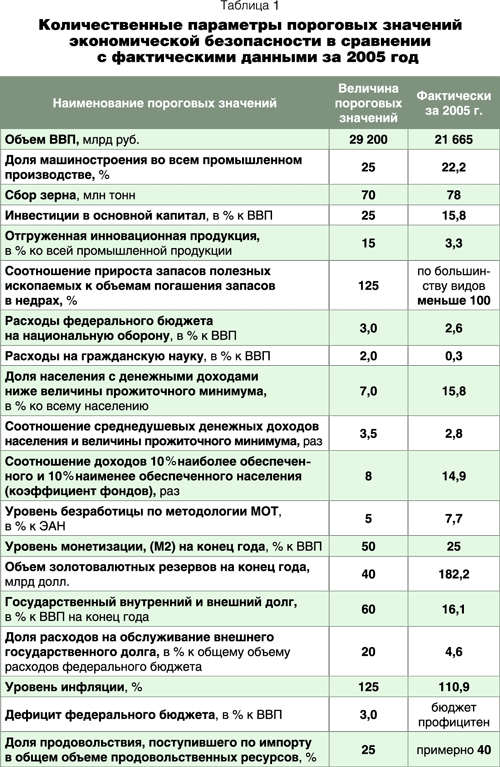 Таблица 1
Количественные параметры пороговых значений
экономической безопасности в сравнении
с фактическими данными за 2005 год
Наименование пороговых значений
Величина
пороговых
значений
Фактически
за 2005 г.
Объем ВВП, млрд руб. 29 200 21 665
Доля машиностроения во всем промышленном
производстве, % 25 22,2
Сбор зерна, млн тонн 70 78
Инвестиции в основной капитал, в % к ВВП 25 15,8
Отгруженная инновационная продукция,
в % ко всей промышленной продукции 15 3,3
Соотношение прироста запасов полезных
ископаемых к объемам погашения запасов
в недрах, % 125
по большин-
ству видов
меньше 100
Расходы федерального бюджета
на национальную оборону, в % к ВВП 3,0 2,6
Расходы на гражданскую науку, в % к ВВП 2,0 0,3
Доля населения с денежными доходами
ниже величины прожиточного минимума,
в % ко всему населению 7,0 15,8
Соотношение среднедушевых денежных доходов
населения и величины прожиточного минимума, раз 3,5 2,8
Соотношение доходов 10% наиболее обеспечен-
ного и 10% наименее обеспеченного населения
(коэффициент фондов), раз 8 14,9
Уровень безработицы по методологии МОТ,
в % к ЭАН 5 7,7
Уровень монетизации, (М2) на конец года, % к ВВП 50 25
Объем золотовалютных резервов на конец года,
млрд долл. 40 182,2
Государственный внутренний и внешний долг,
в % к ВВП на конец года 60 16,1
Доля расходов на обслуживание внешнего
государственного долга, в % к общему объему
расходов федерального бюджета 20 4,6
Уровень инфляции, % 125 110,9
Дефицит федерального бюджета, в % к ВВП 3,0
бюджет
профицитен
Доля продовольствия, поступившего по импорту
в общем объеме продовольственных ресурсов, % 25 примерно 40